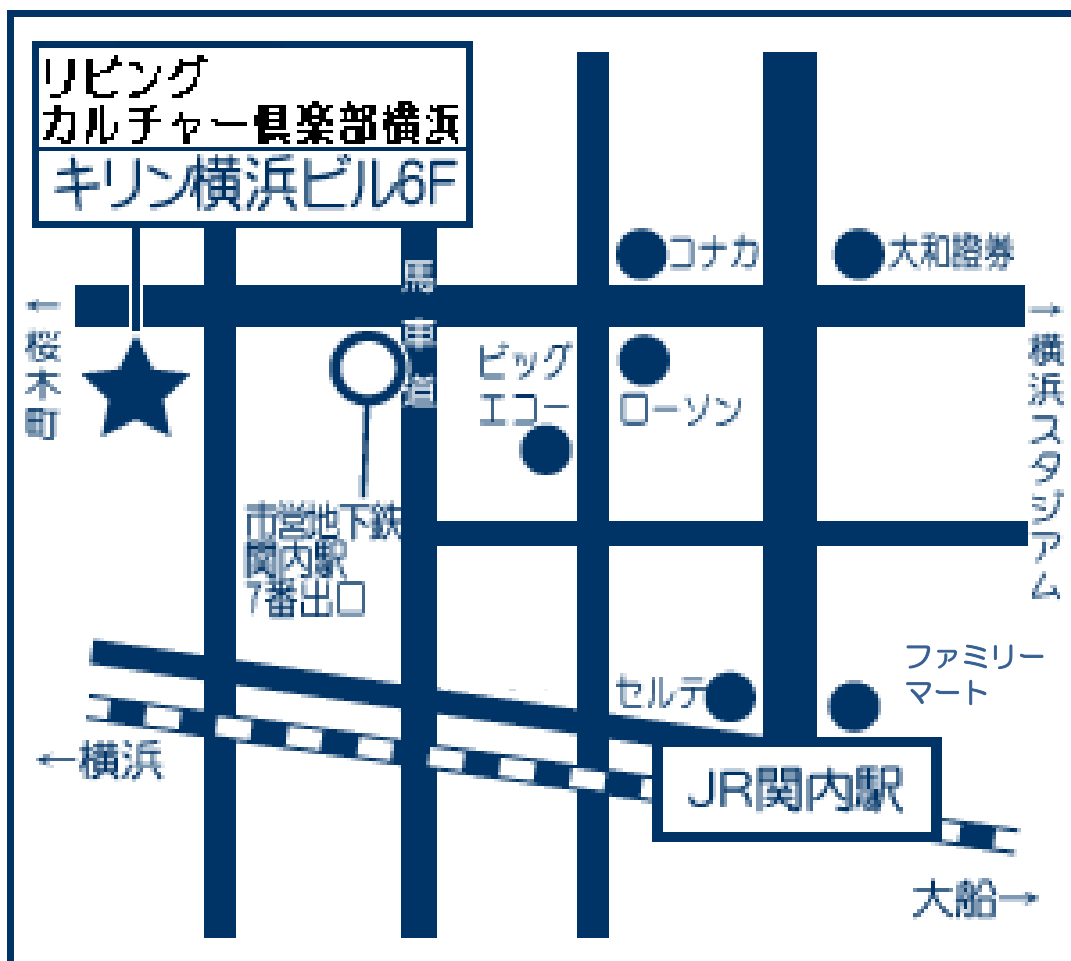 リビング
カルチャー倶楽部横浜
キリン横浜ビル6F
馬車道
コナカ
大和證券
←桜木町
→横浜スタジアム
ビッグ
エコー
ローソン
市営地下鉄
関内駅
7番出口
ファミリー
マート
セルテ
←横浜
JR関内駅
大船→